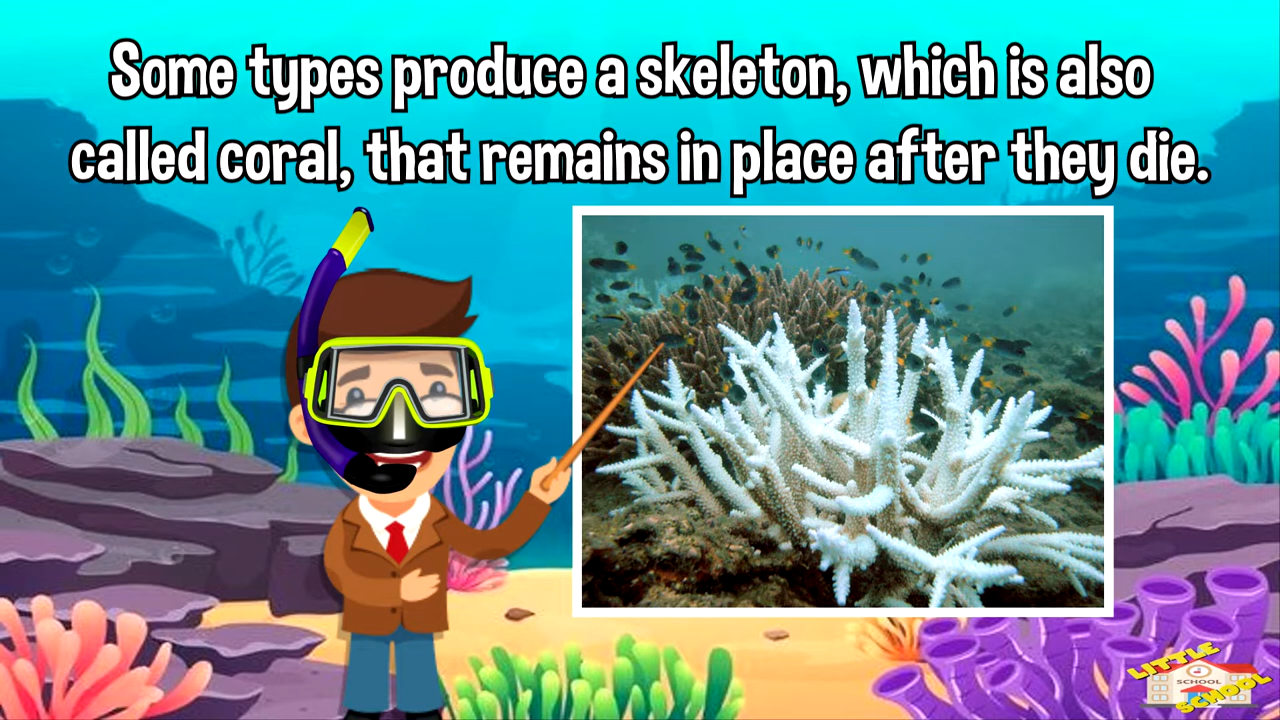 Some types produce a skeleton, which is also
called coral, that remains in place after they die.
LITTLE
SCHOOL
SCHOOL